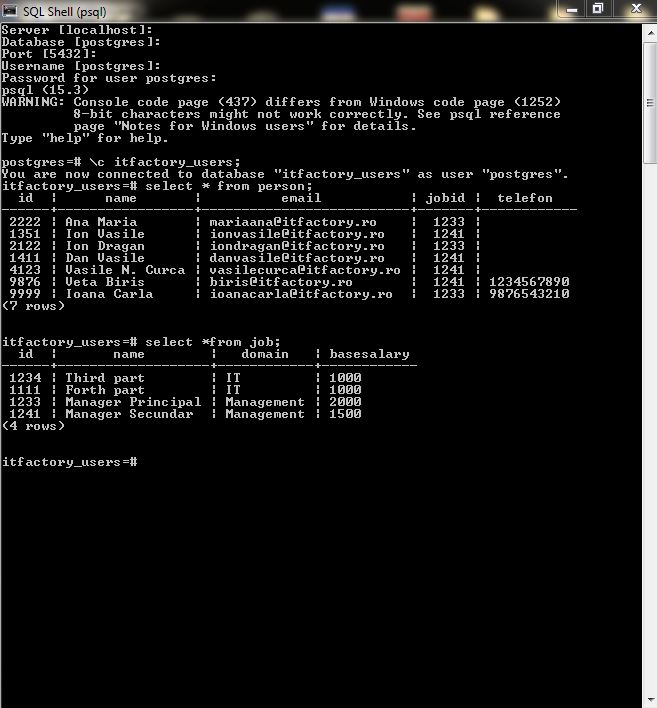 SQL Shell (psql)
Server [localhost]:
Database [postgres]:
Port [5432]:
Username [postgres]:
Password for user postgres:
psql (15.3)
WARNING: Console code page (437) differs from Windows code page (1252)
         8-bit characters might not work correctly. See psql reference
         page "Notes for Windows users" for details.
Type "help" for help.

postgres=# \c itfactory_users;
You are now connected to database "itfactory_users" as user "postgres".
itfactory_users=# select * from person;
  id  ¦      name       ¦          email          ¦ jobid ¦  telefon
------+-----------------+-------------------------+-------+------------
 2222 ¦ Ana Maria       ¦ mariaana@itfactory.ro   ¦  1233 ¦
 1351 ¦ Ion Vasile      ¦ ionvasile@itfactory.ro  ¦  1241 ¦
 2122 ¦ Ion Dragan      ¦ iondragan@itfactory.ro  ¦  1233 ¦
 1411 ¦ Dan Vasile      ¦ danvasile@itfactory.ro  ¦  1241 ¦
 4123 ¦ Vasile N. Curca ¦ vasilecurca@itfactory.ro ¦  1241 ¦
 9876 ¦ Veta Biris      ¦ biris@itfactory.ro      ¦  1241 ¦ 1234567890
 9999 ¦ Ioana Carla     ¦ ioanacarla@itfactory.ro ¦  1233 ¦ 9876543210
(7 rows)

itfactory_users=# select *from job;
  id  ¦       name        ¦   domain   ¦ basesalary
------+-------------------+------------+------------
 1234 ¦ Third part        ¦ IT         ¦ 1000
 1111 ¦ Forth part        ¦ IT         ¦ 1000
 1233 ¦ Manager Principal ¦ Management ¦ 2000
 1241 ¦ Manager Secundar  ¦ Management ¦ 1500
(4 rows)

itfactory_users=#